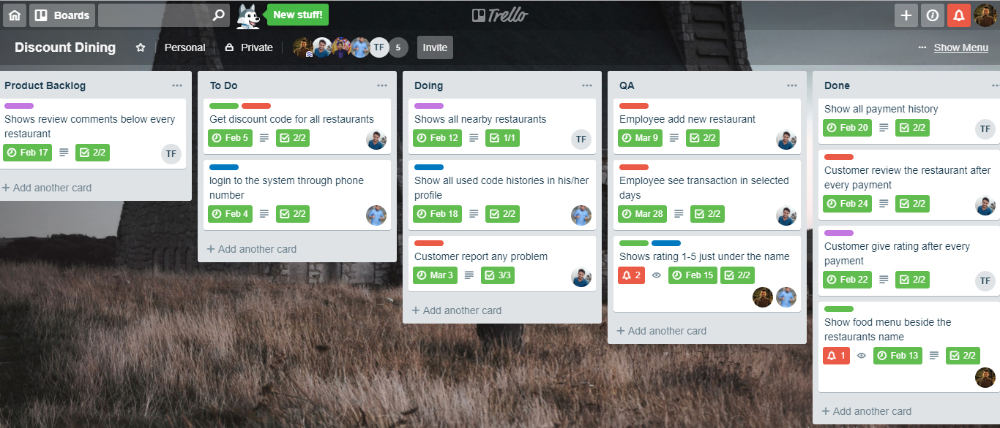 Boards
New stuff!
Trello
Discount Dining
Personal
Private
TF
5
Invite
... Show Menu
Product Backlog ...
Shows review comments below every
restaurant
Feb 17
2/2
TF
+ Add another card
To Do ...
Get discount code for all restaurants
Feb 5
2/2
login to the system through phone
number
Feb 4
2/2
+ Add another card
Doing ...
Shows all nearby restaurants
Feb 12
1/1
TF
Show all used code histories in his/her
profile
Feb 18
2/2
Customer report any problem
Mar 3
3/3
+ Add another card
QA ...
Employee add new restaurant
Mar 9
2/2
Employee see transaction in selected
days
Mar 28
2/2
Shows rating 1-5 just under the name
2
Feb 15
2/2
+ Add another card
Done ...
Show all payment history
Feb 20
2/2
TF
Customer review the restaurant after
every payment
Feb 24
2/2
Customer give rating after every
payment
Feb 22
2/2
TF
Show food menu beside the
restaurants name
1
Feb 13
2/2
+ Add another card